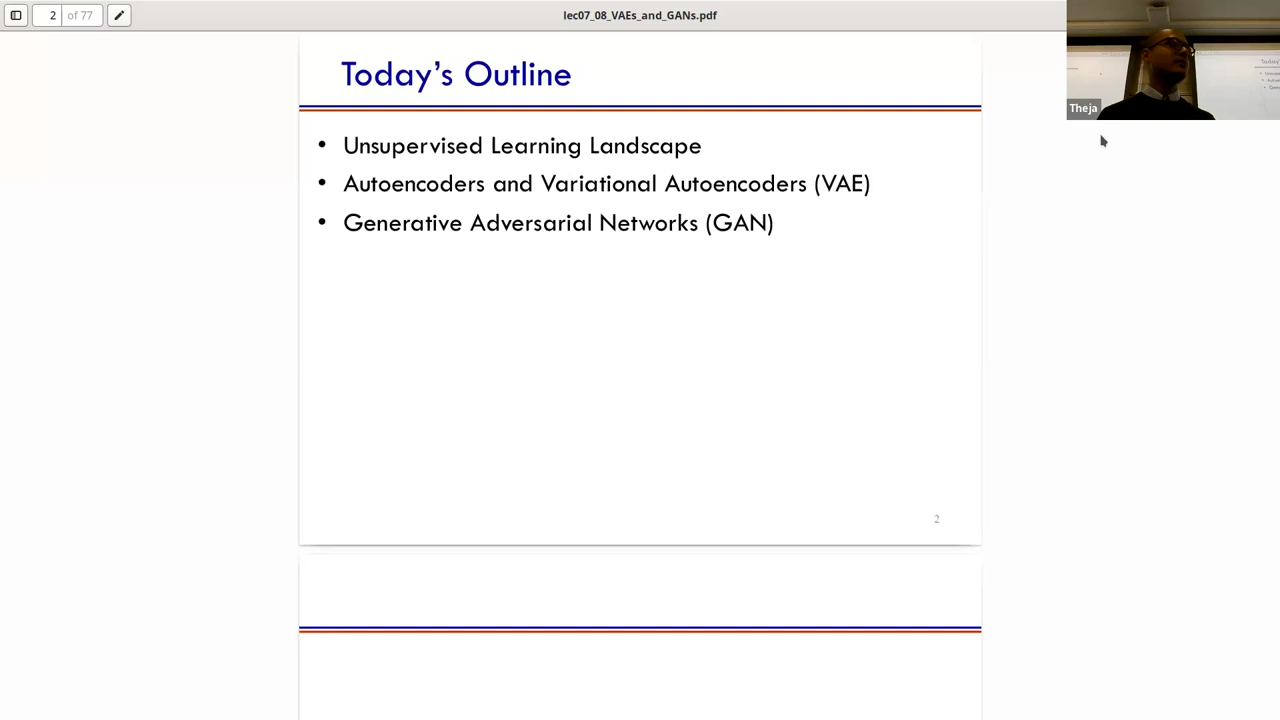 2 of 77
lec07_08_VAEs_and_GANs.pdf
Today's Outline
• Unsupervised Learning Landscape
• Autoencoders and Variational Autoencoders (VAE)
• Generative Adversarial Networks (GAN)
2
Theja